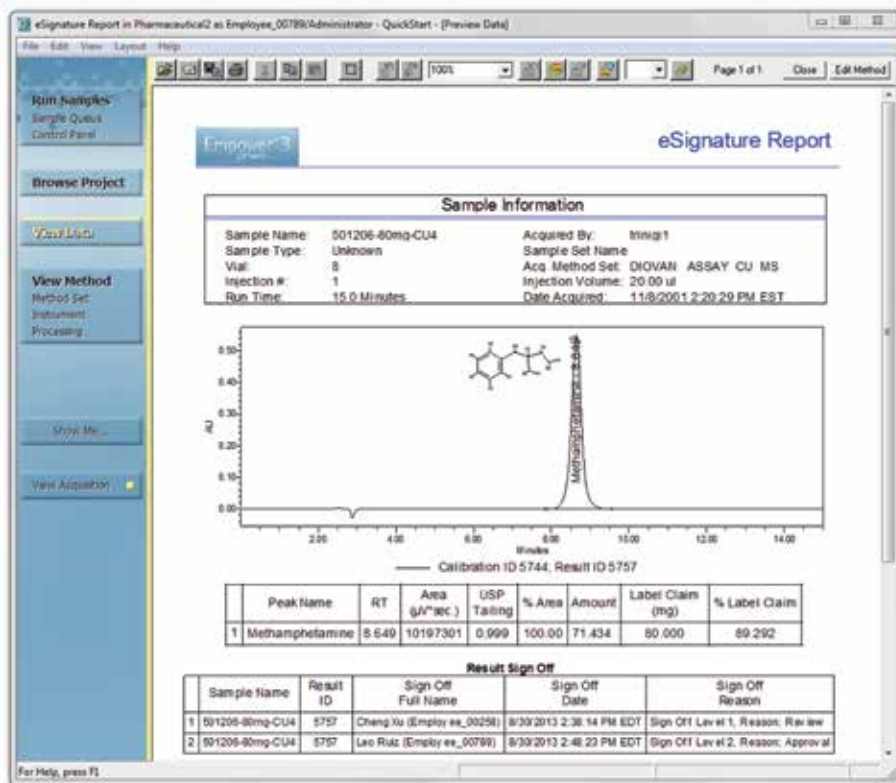 eSignature Report in Pharmaceutical2 as Employee_00789/Administrator - QuickStart - [Preview Data]
File Edit View Layout Help
100% Page 1 of 1 Close Edit Method
Run Samples
Sample Queue
Control Panel
Browse Project
View Data
View Method
Method Set
Instrument
Processing
Show Me...
View Acquisition
Empower 3
eSignature Report
Sample Information
Sample Name: 501206-80mg-CU4 Acquired By:
Sample Type: Unknown Sample Set Name
Vial: 8 Acq. Method Set: DIOVAN ASSAY CU MS
Injection #: 1 Injection Volume: 20.00 ul
Run Time: 15.0 Minutes Date Acquired: 11/8/2001 2:20:29 PM EST
AU
0.50
0.40
0.30
0.20
0.10
0.00
Methamphetamine - 8.649
2.00 4.00 6.00 8.00 10.00 12.00 14.00
Minutes
Calibration ID 5744, Result ID 5757
Peak Name RT Area (µV*sec.) USP Tailing % Area Amount Label Claim (mg) % Label Claim
1 Methamphetamine 8.649 10197301 0.999 100.00 71.434 80.000 89.292
Result Sign Off
Sample Name Result ID Sign Off Full Name Sign Off Date Sign Off Reason
1 501206-80mg-CU4 5757 Cheng Xu (Employee_00258) 8/30/2013 2:38:14 PM EDT Sign Off Level 1, Reason: Review
2 501206-80mg-CU4 5757 Leo Ruiz (Employee_00789) 8/30/2013 2:48:23 PM EDT Sign Off Level 2, Reason: Approval
For Help, press F1